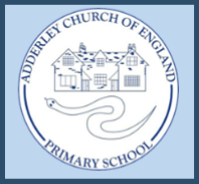 ADDERLEY CHURCH OF ENGLAND
PRIMARY SCHOOL